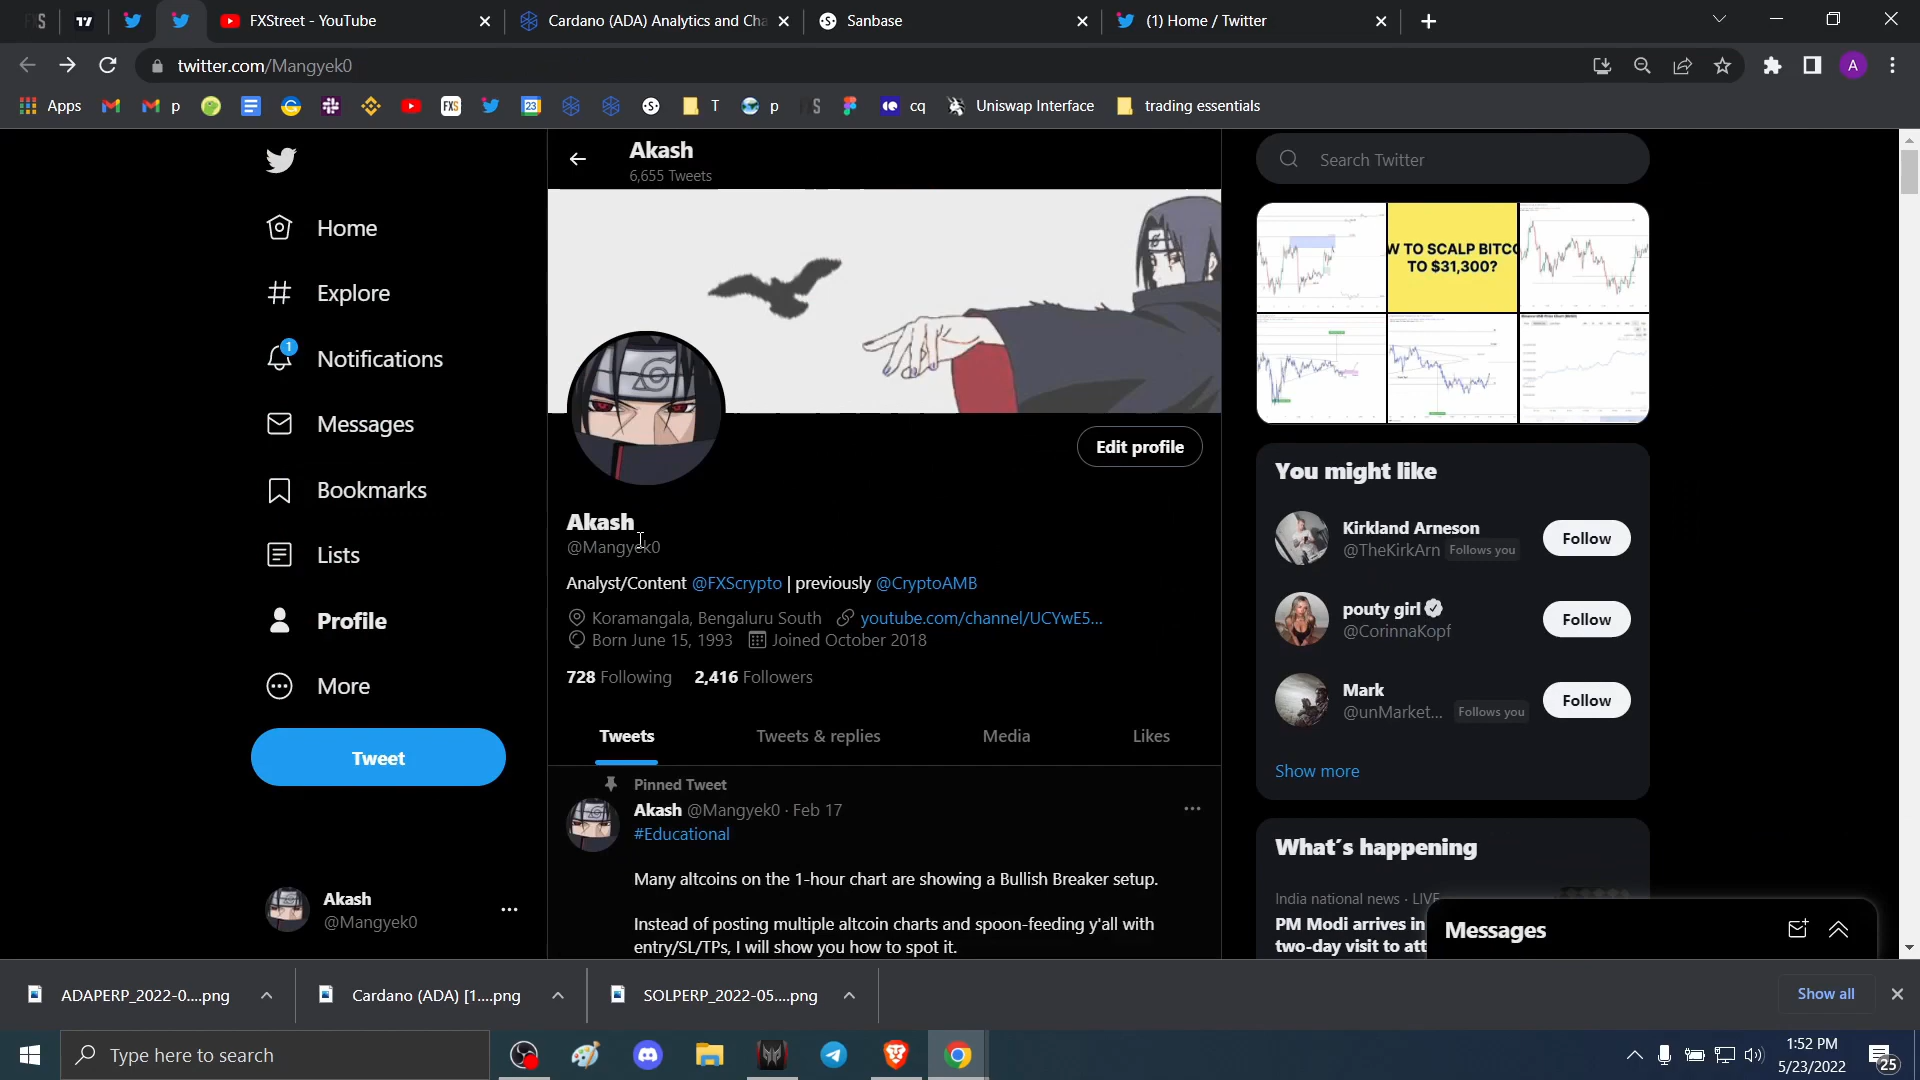 FXStreet - YouTube
Cardano (ADA) Analytics and Cha
Sanbase
(1) Home / Twitter
twitter.com/Mangyek0
A
Apps
p
FXS
23
T
p
cq
Uniswap Interface
trading essentials
Akash
6,655 Tweets
Search Twitter
Home
Explore
1
Notifications
Messages
Bookmarks
Lists
Profile
More
Tweet
Akash
@Mangyek0
W TO SCALP BITCO
TO $31,300?
Edit profile
Akash
@Mangyek0
Analyst/Content @FXScrypto | previously @CryptoAMB
Koramangala, Bengaluru South youtube.com/channel/UCYwE5...
Born June 15, 1993 Joined October 2018
728 Following 2,416 Followers
Tweets
Tweets & replies
Media
Likes
Pinned Tweet
Akash @Mangyek0 · Feb 17
#Educational
Many altcoins on the 1-hour chart are showing a Bullish Breaker setup.
Instead of posting multiple altcoin charts and spoon-feeding y'all with
entry/SL/TPs, I will show you how to spot it.
You might like
Kirkland Arneson
@TheKirkArn Follows you
Follow
pouty girl
@CorinnaKopf
Follow
Mark
@unMarket... Follows you
Follow
Show more
What's happening
India national news · LIVE
PM Modi arrives in
two-day visit to att
Messages
ADAPERP_2022-0....png
Cardano (ADA) [1....png
SOLPERP_2022-05....png
Show all
Type here to search
1:52 PM
5/23/2022
25